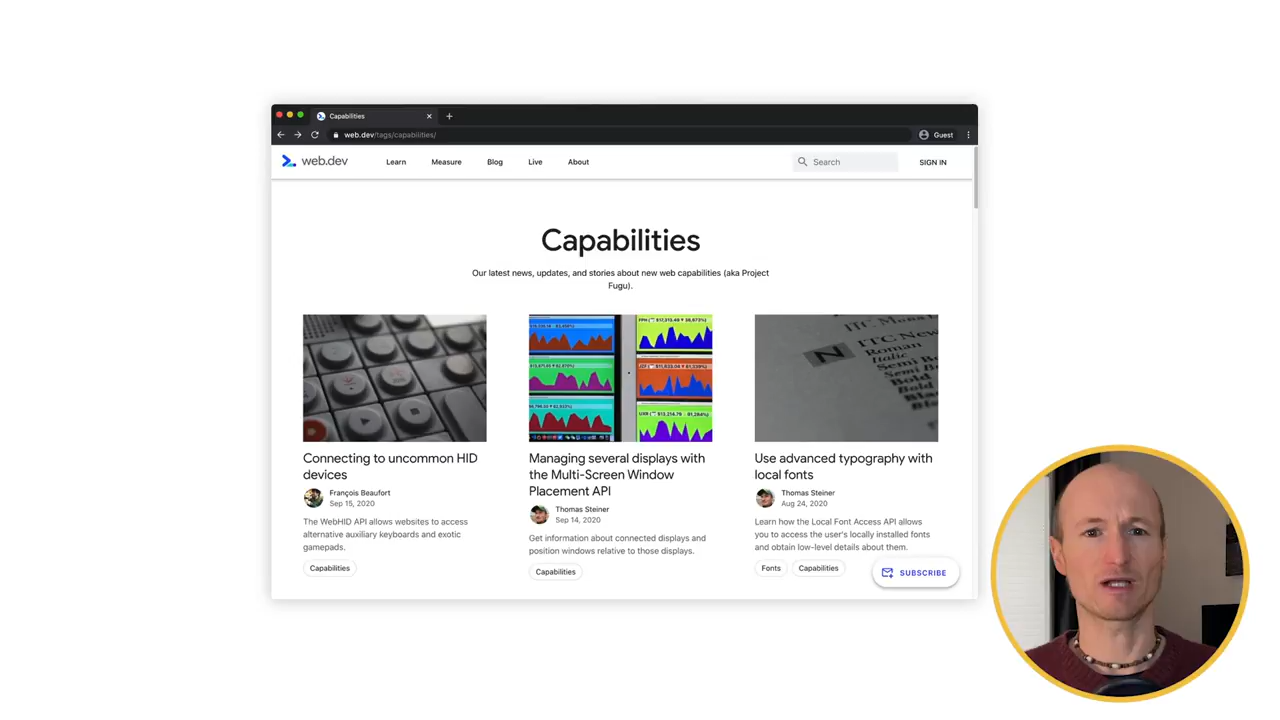 Capabilities
web.dev/tags/capabilities/
Guest
web.dev
Learn
Measure
Blog
Live
About
Search
SIGN IN
Capabilities
Our latest news, updates, and stories about new web capabilities (aka Project
Fugu).
Connecting to uncommon HID
devices
François Beaufort
Sep 15, 2020
The WebHID API allows websites to access
alternative auxiliary keyboards and exotic
gamepads.
Capabilities
Managing several displays with
the Multi-Screen Window
Placement API
Thomas Steiner
Sep 14, 2020
Get information about connected displays and
position windows relative to those displays.
Capabilities
N
ITC New
Roman
Italic
Semi B
Bold
Use advanced typography with
local fonts
Thomas Steiner
Aug 24, 2020
Learn how the Local Font Access API allows
you to access the user's locally installed fonts
and obtain low-level details about them.
Fonts
Capabilities
SUBSCRIBE